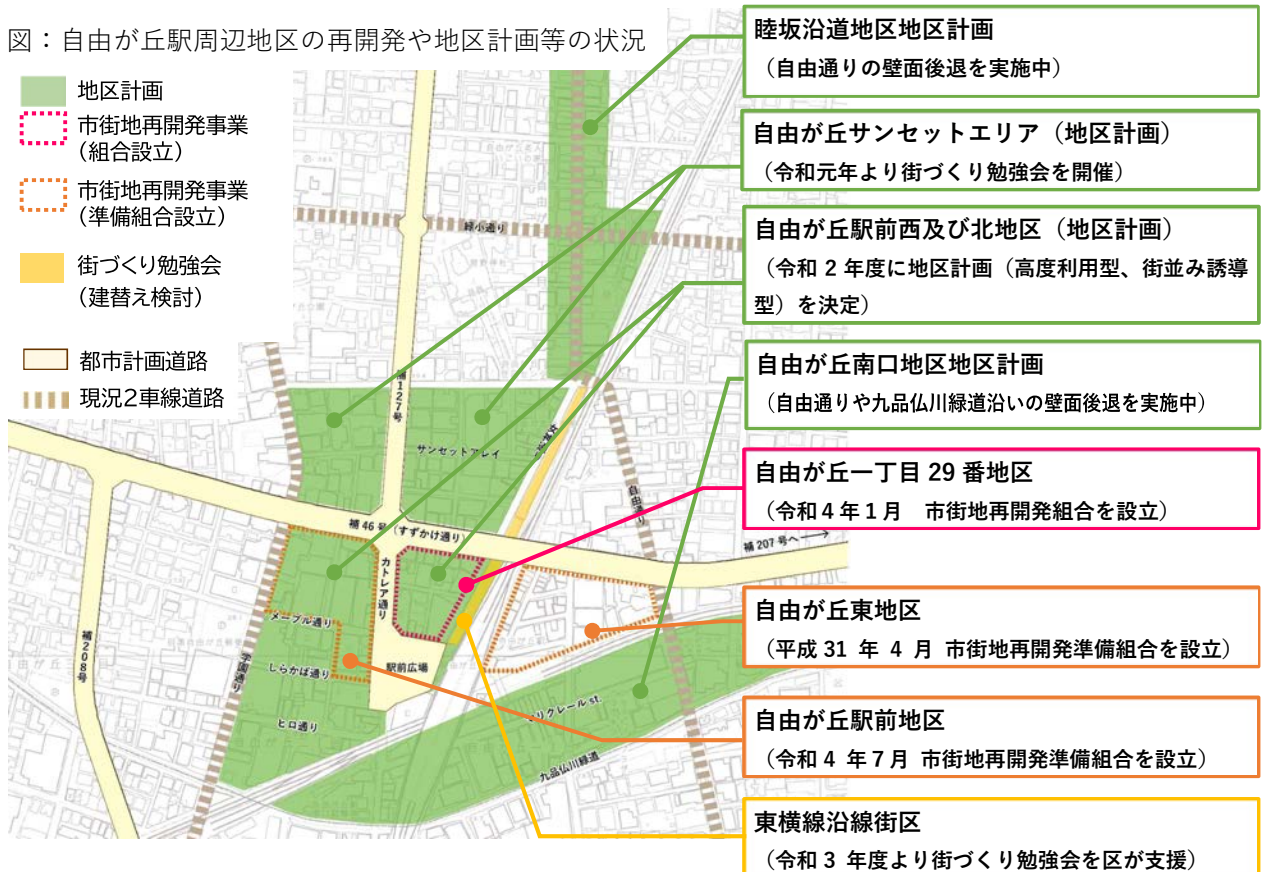 図：自由が丘駅周辺地区の再開発や地区計画等の状況
地区計画
市街地再開発事業
（組合設立）
市街地再開発事業
（準備組合設立）
街づくり勉強会
（建替え検討）
都市計画道路
現況２車線道路
睦坂沿道地区地区計画
（自由通りの壁面後退を実施中）
自由が丘サンセットエリア（地区計画）
（令和元年より街づくり勉強会を開催）
自由が丘駅前西及び北地区（地区計画）
（令和 2 年度に地区計画（高度利用型、街並み誘導
型）を決定）
自由が丘南口地区地区計画
（自由通りや九品仏川緑道沿いの壁面後退を実施中）
自由が丘一丁目 29 番地区
（令和４年１月　市街地再開発組合を設立）
自由が丘東地区
（平成 31 年 4 月 市街地再開発準備組合を設立）
自由が丘駅前地区
（令和 4 年 7 月 市街地再開発準備組合を設立）
東横線沿線街区
（令和 3 年度より街づくり勉強会を区が支援）
緑小通り
補127号
サンセットアレイ
自由通り
補 46 号（すずかけ通り）
補 207 号へ
カトレア通り
メープル通り
補208号
学園通り
しらかば通り
駅前広場
ヒロ通り
九品仏川緑道